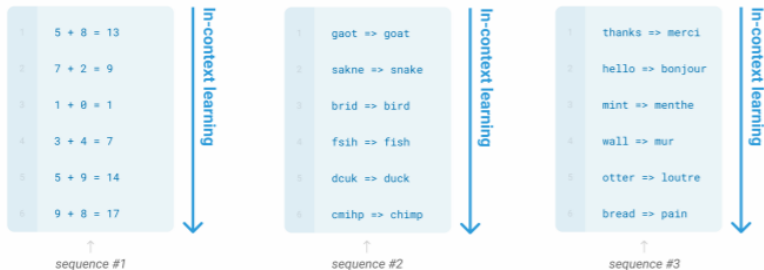 1 5 + 8 = 13
2 7 + 2 = 9
3 1 + 0 = 1
4 3 + 4 = 7
5 5 + 9 = 14
6 9 + 8 = 17
In-context learning
sequence #1
1 gaot => goat
2 sakne => snake
3 brid => bird
4 fsih => fish
5 dcuk => duck
6 cmihp => chimp
In-context learning
sequence #2
1 thanks => merci
2 hello => bonjour
3 mint => menthe
4 wall => mur
5 otter => loutre
6 bread => pain
In-context learning
sequence #3